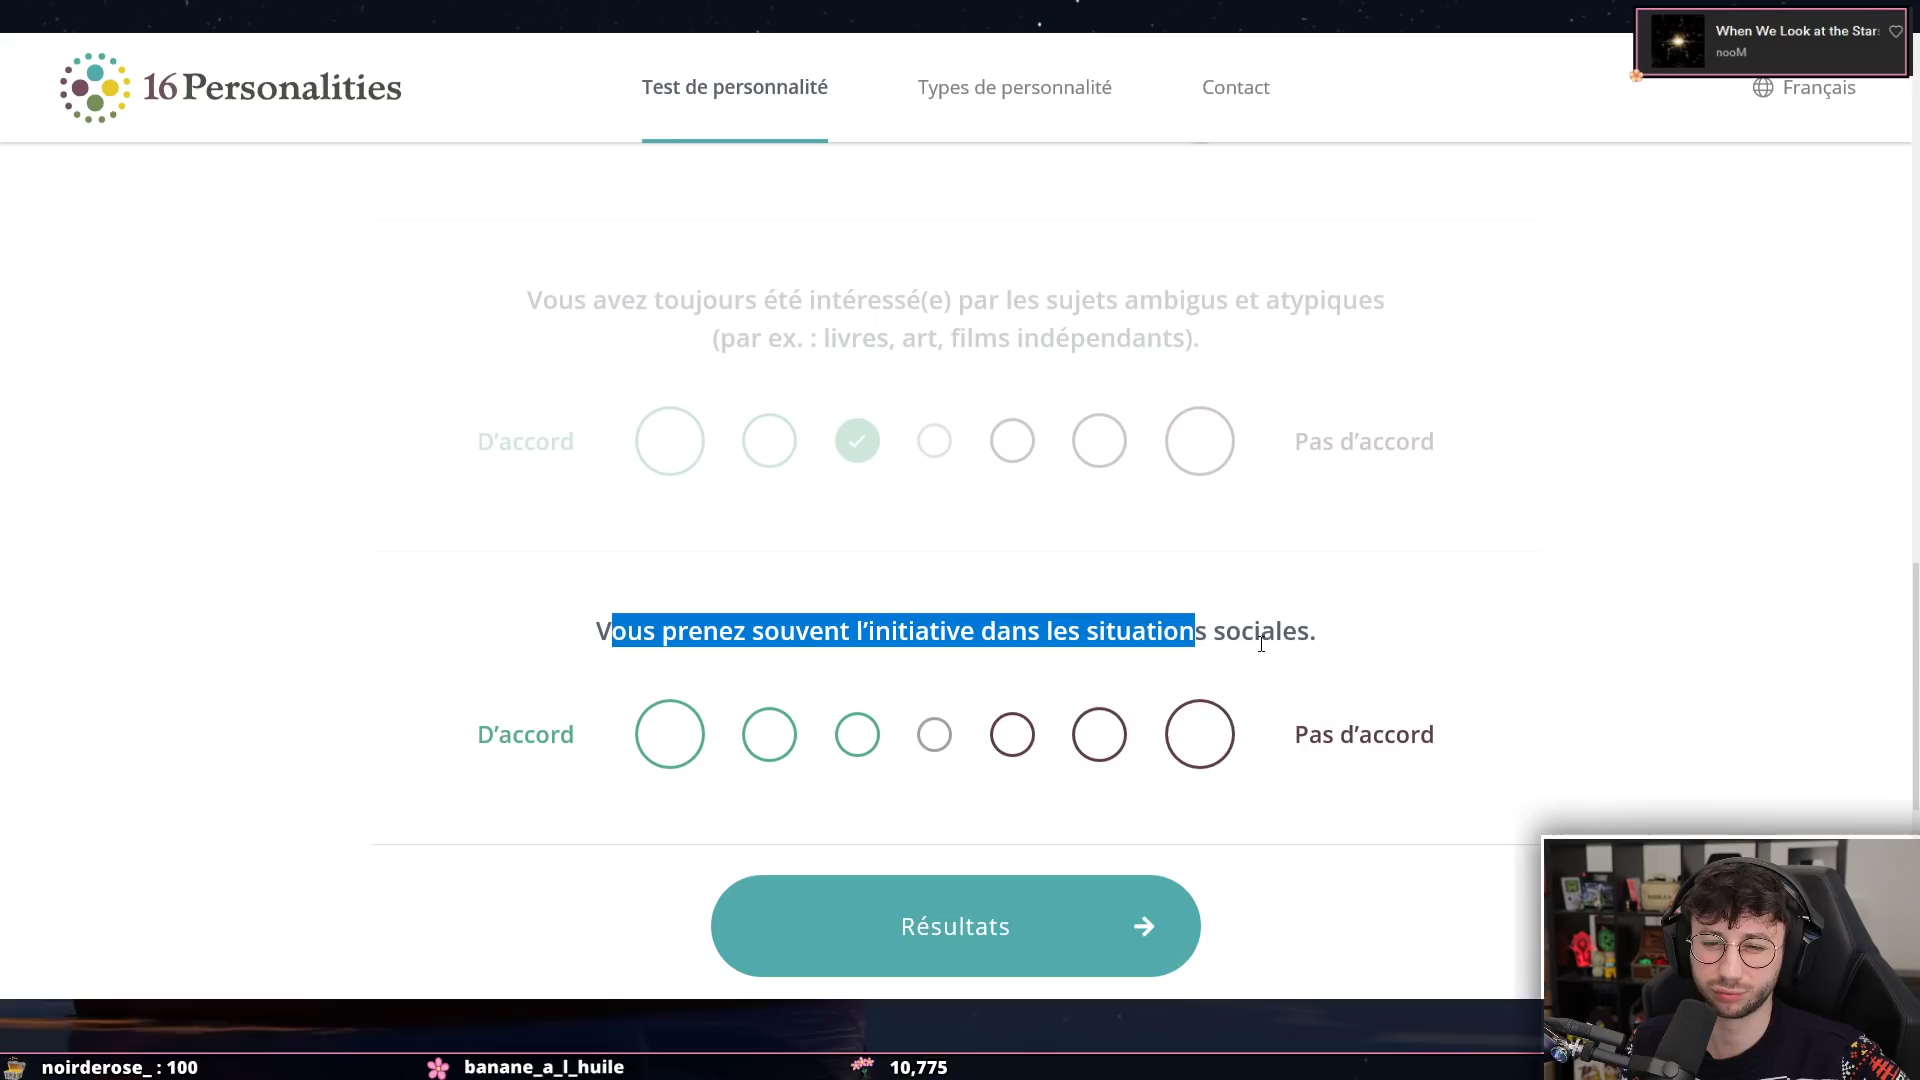 When We Look at the Star
nooM
16 Personalities
Test de personnalité
Types de personnalité
Contact
Français
Vous avez toujours été intéressé(e) par les sujets ambigus et atypiques
(par ex. : livres, art, films indépendants).
D’accord
Pas d’accord
Vous prenez souvent l’initiative dans les situations sociales.
D’accord
Pas d’accord
Résultats
noirderose_ : 100
banane_a_l_huile
10,775